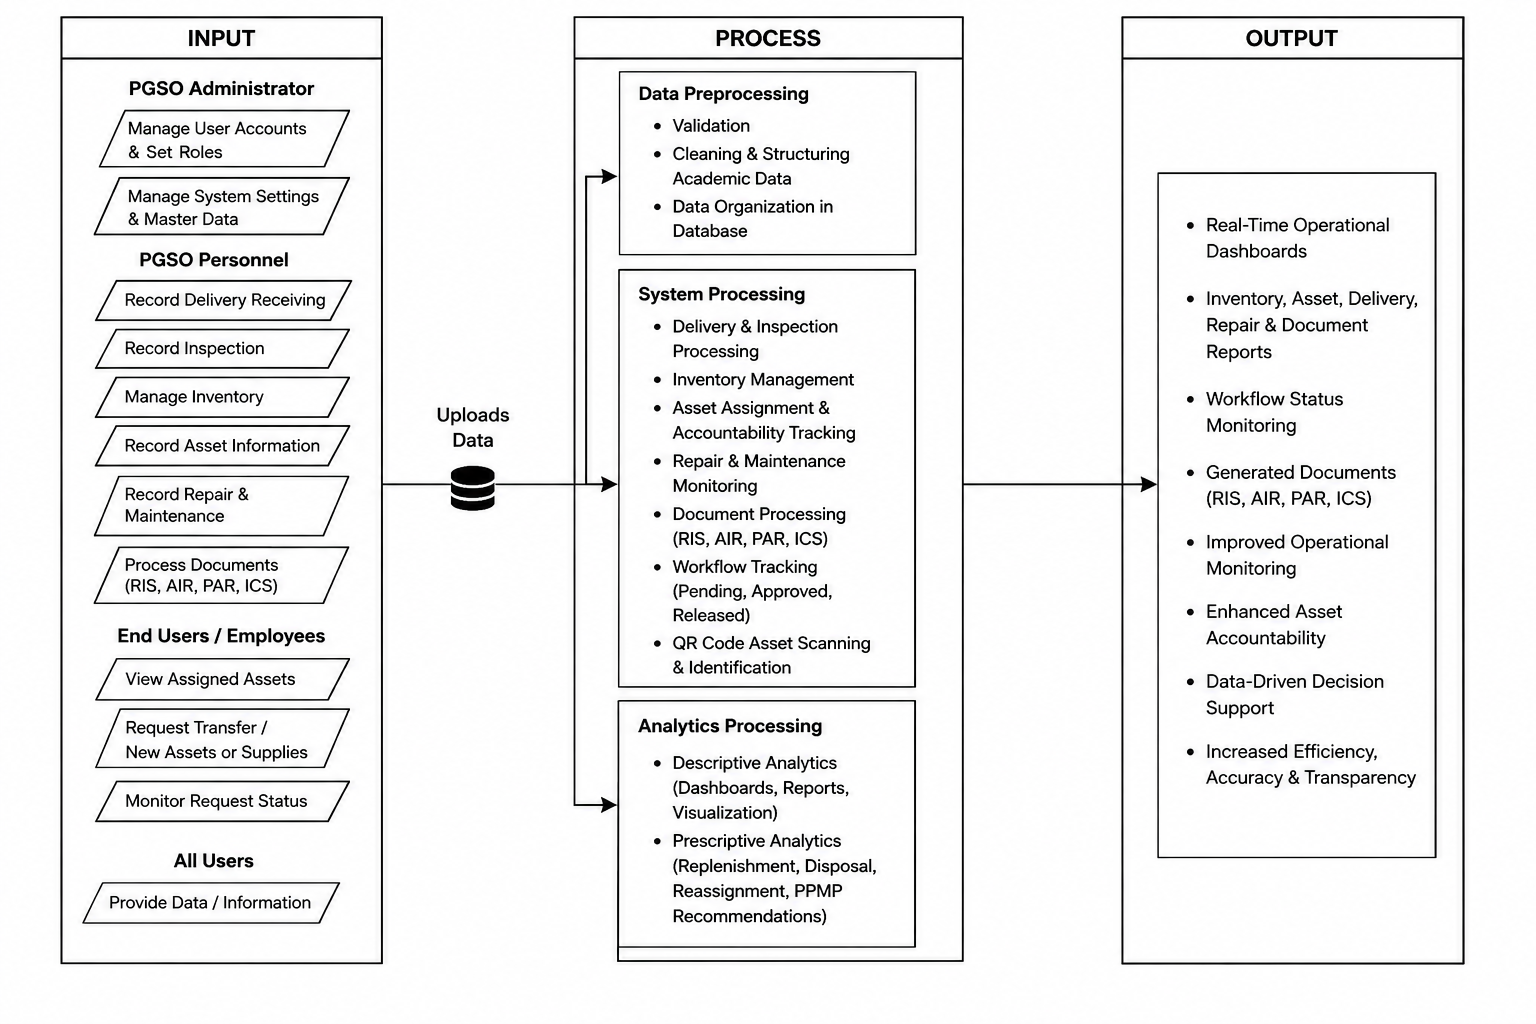 INPUT
PGSO Administrator
Manage User Accounts
& Set Roles
Manage System Settings
& Master Data
PGSO Personnel
Record Delivery Receiving
Record Inspection
Manage Inventory
Record Asset Information
Record Repair &
Maintenance
Process Documents
(RIS, AIR, PAR, ICS)
End Users / Employees
View Assigned Assets
Request Transfer /
New Assets or Supplies
Monitor Request Status
All Users
Provide Data / Information
Uploads
Data
PROCESS
Data Preprocessing
• Validation
• Cleaning & Structuring
Academic Data
• Data Organization in
Database
System Processing
• Delivery & Inspection
Processing
• Inventory Management
• Asset Assignment &
Accountability Tracking
• Repair & Maintenance
Monitoring
• Document Processing
(RIS, AIR, PAR, ICS)
• Workflow Tracking
(Pending, Approved,
Released)
• QR Code Asset Scanning
& Identification
Analytics Processing
• Descriptive Analytics
(Dashboards, Reports,
Visualization)
• Prescriptive Analytics
(Replenishment, Disposal,
Reassignment, PPMP
Recommendations)
OUTPUT
• Real-Time Operational
Dashboards
• Inventory, Asset, Delivery,
Repair & Document
Reports
• Workflow Status
Monitoring
• Generated Documents
(RIS, AIR, PAR, ICS)
• Improved Operational
Monitoring
• Enhanced Asset
Accountability
• Data-Driven Decision
Support
• Increased Efficiency,
Accuracy & Transparency